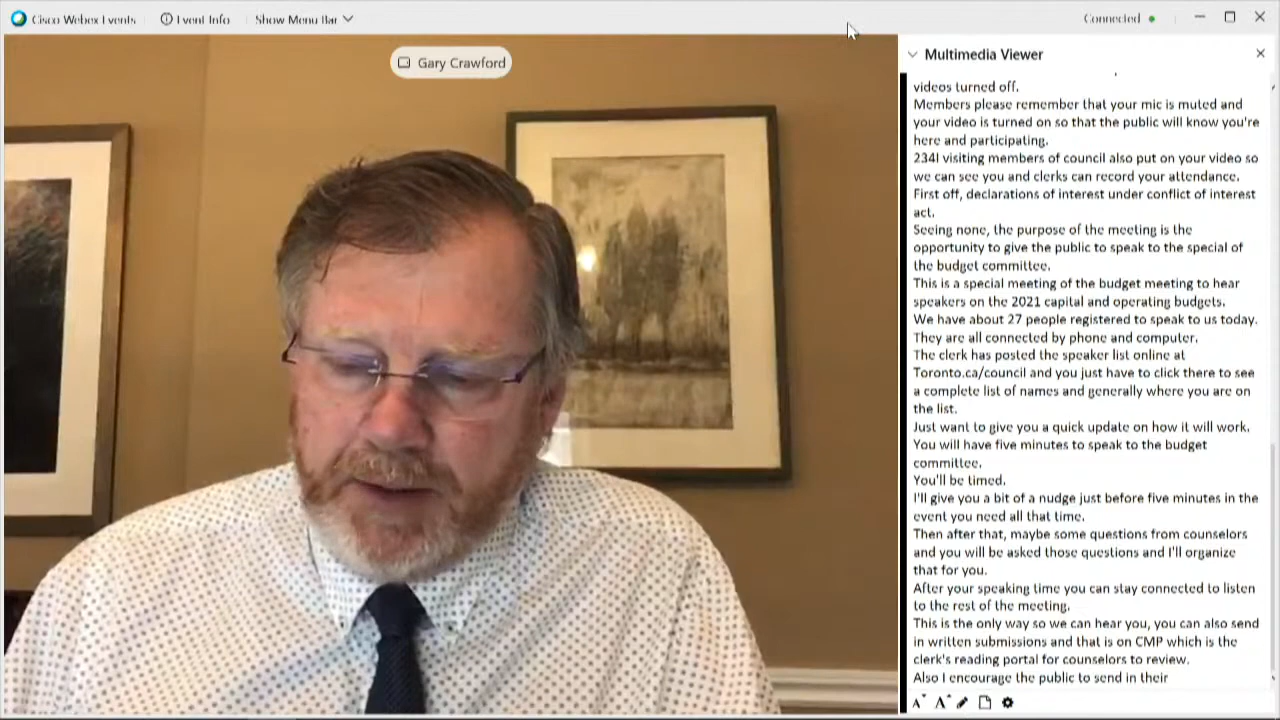 Cisco Webex Events
Event Info
Show Menu Bar
Connected
Gary Crawford
Multimedia Viewer
videos turned off.
Members please remember that your mic is muted and
your video is turned on so that the public will know you're
here and participating.
234I visiting members of council also put on your video so
we can see you and clerks can record your attendance.
First off, declarations of interest under conflict of interest
act.
Seeing none, the purpose of the meeting is the
opportunity to give the public to speak to the special of
the budget committee.
This is a special meeting of the budget meeting to hear
speakers on the 2021 capital and operating budgets.
We have about 27 people registered to speak to us today.
They are all connected by phone and computer.
The clerk has posted the speaker list online at
Toronto.ca/council and you just have to click there to see
a complete list of names and generally where you are on
the list.
Just want to give you a quick update on how it will work.
You will have five minutes to speak to the budget
committee.
You'll be timed.
I'll give you a bit of a nudge just before five minutes in the
event you need all that time.
Then after that, maybe some questions from counselors
and you will be asked those questions and I'll organize
that for you.
After your speaking time you can stay connected to listen
to the rest of the meeting.
This is the only way so we can hear you, you can also send
in written submissions and that is on CMP which is the
clerk's reading portal for counselors to review.
Also I encourage the public to send in their